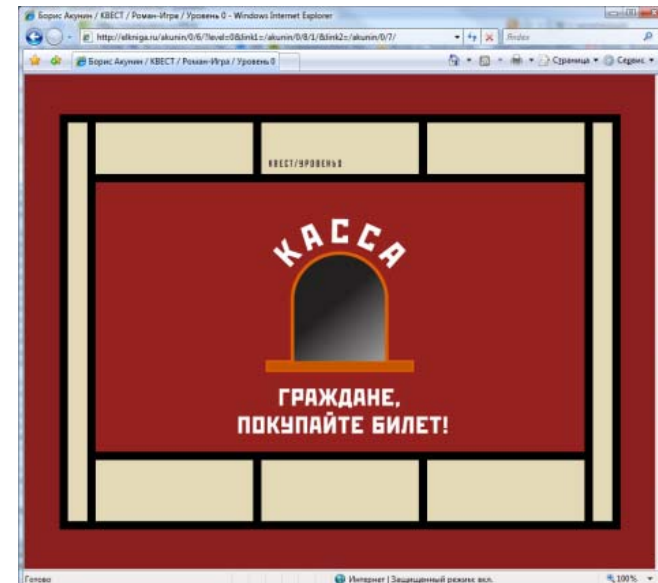 Борис Акунин / КВЕСТ / Роман-Игра / Уровень 0 - Windows Internet Explorer
http://elkniga.ru/akunin/0/6/?level=0&link1=/akunin/0/8/1/&link2=/akunin/0/7/
Яndex
Борис Акунин / КВЕСТ / Роман-Игра / Уровень 0
Страница
Сервис
КВЕСТ/УРОВЕНЬ0
КАССА
ГРАЖДАНЕ,
ПОКУПАЙТЕ БИЛЕТ!
Готово
Интернет | Защищенный режим: вкл.
100%